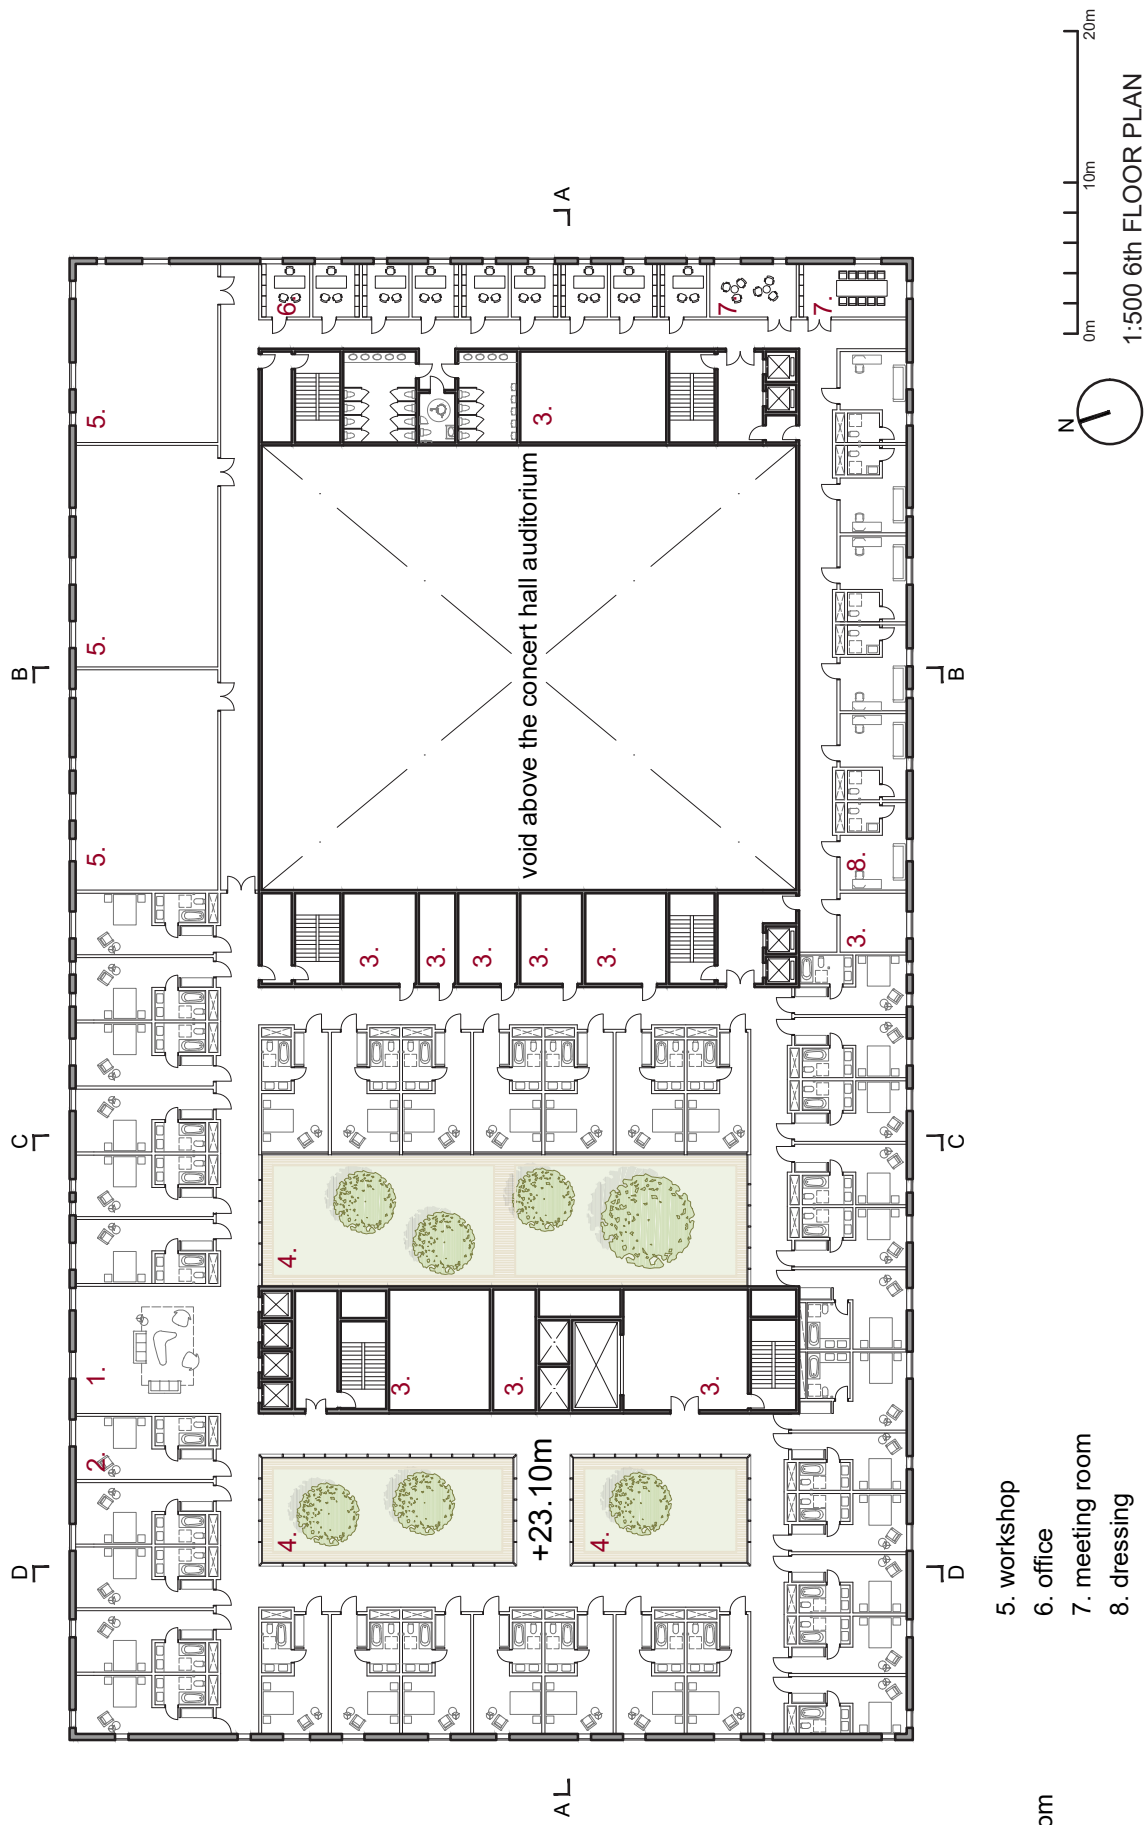 B
B
C
C
D
D
A
A
1.
2.
3.
3.
3.
3.
3.
3.
3.
3.
3.
3.
4.
4.
4.
5.
5.
5.
6.
7.
7.
8.
void above the concert hall auditorium
+23.10m
5. workshop
6. office
7. meeting room
8. dressing
N
0m
10m
20m
1:500 6th FLOOR PLAN